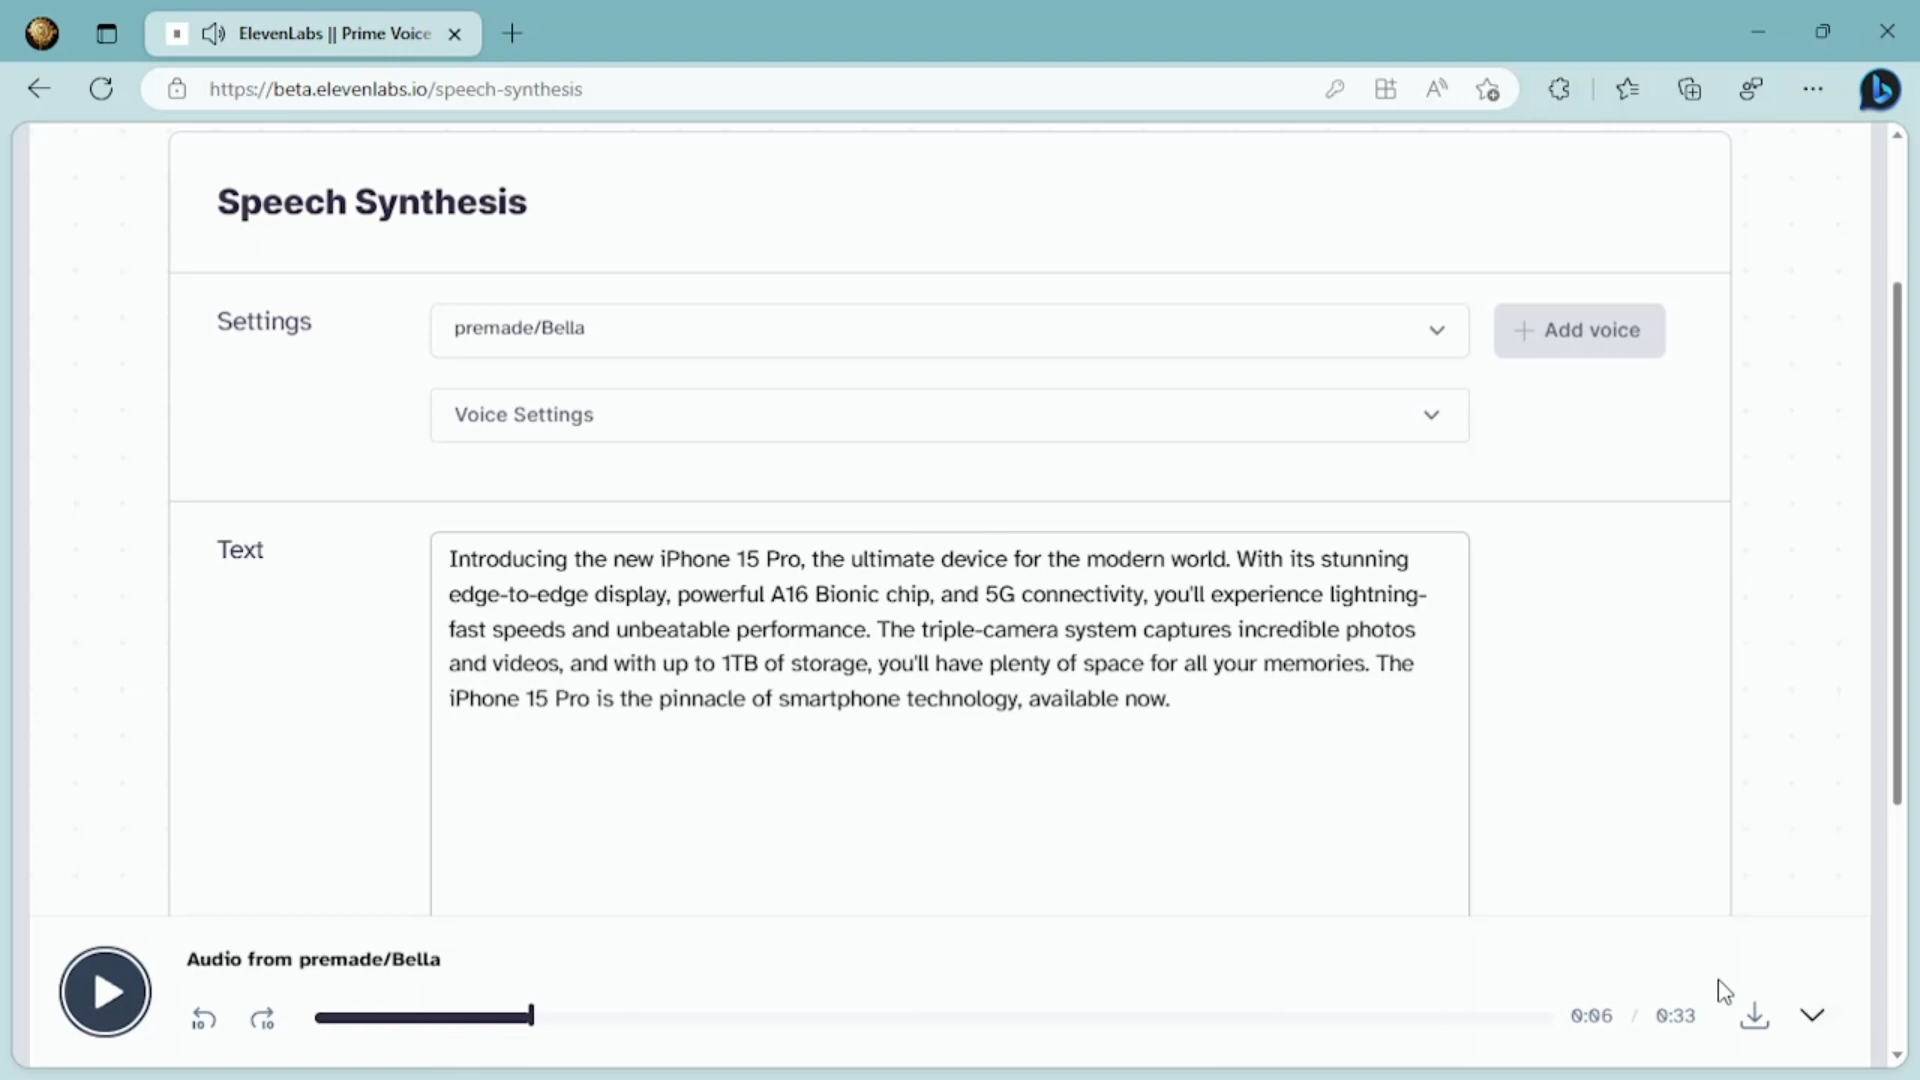 ElevenLabs || Prime Voice
https://beta.elevenlabs.io/speech-synthesis
Speech Synthesis
Settings
premade/Bella
+ Add voice
Voice Settings
Text
Introducing the new iPhone 15 Pro, the ultimate device for the modern world. With its stunning
edge-to-edge display, powerful A16 Bionic chip, and 5G connectivity, you'll experience lightning-
fast speeds and unbeatable performance. The triple-camera system captures incredible photos
and videos, and with up to 1TB of storage, you'll have plenty of space for all your memories. The
iPhone 15 Pro is the pinnacle of smartphone technology, available now.
Audio from premade/Bella
10
10
0:06 / 0:33